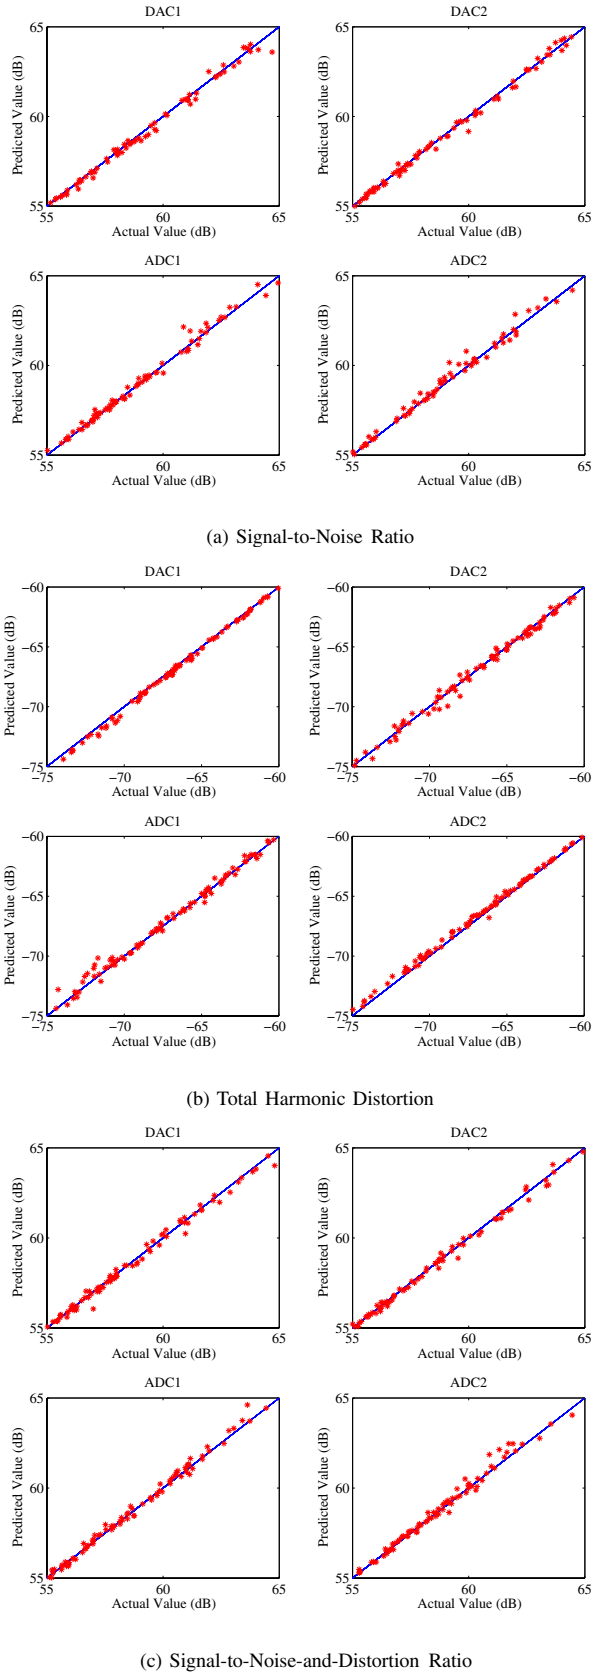 DAC1
DAC2
65
60
55
55
60
65
Predicted Value (dB)
Actual Value (dB)
65
60
55
55
60
65
Predicted Value (dB)
Actual Value (dB)
ADC1
ADC2
65
60
55
55
60
65
Predicted Value (dB)
Actual Value (dB)
65
60
55
55
60
65
Predicted Value (dB)
Actual Value (dB)
(a) Signal-to-Noise Ratio
DAC1
DAC2
−60
−65
−70
−75
−75
−70
−65
−60
Predicted Value (dB)
Actual Value (dB)
−60
−65
−70
−75
−75
−70
−65
−60
Predicted Value (dB)
Actual Value (dB)
ADC1
ADC2
−60
−65
−70
−75
−75
−70
−65
−60
Predicted Value (dB)
Actual Value (dB)
−60
−65
−70
−75
−75
−70
−65
−60
Predicted Value (dB)
Actual Value (dB)
(b) Total Harmonic Distortion
DAC1
DAC2
65
60
55
55
60
65
Predicted Value (dB)
Actual Value (dB)
65
60
55
55
60
65
Predicted Value (dB)
Actual Value (dB)
ADC1
ADC2
65
60
55
55
60
65
Predicted Value (dB)
Actual Value (dB)
65
60
55
55
60
65
Predicted Value (dB)
Actual Value (dB)
(c) Signal-to-Noise-and-Distortion Ratio